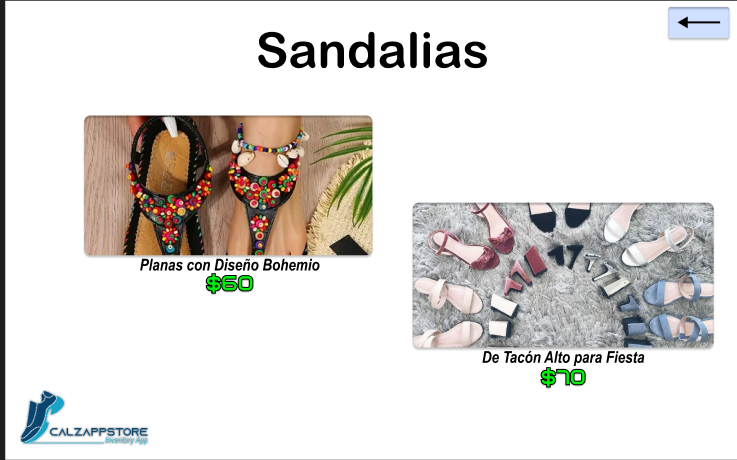 Sandalias
Planas con Diseño Bohemio
$60
De Tacón Alto para Fiesta
$70
CALZAPPSTORE
Inventory App